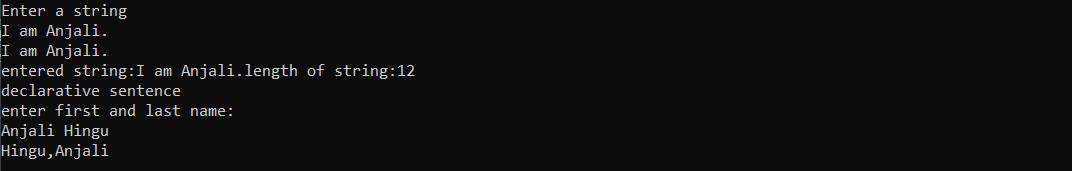 Enter a string
I am Anjali.
I am Anjali.
entered string:I am Anjali.length of string:12
declarative sentence
enter first and last name:
Anjali Hingu
Hingu,Anjali